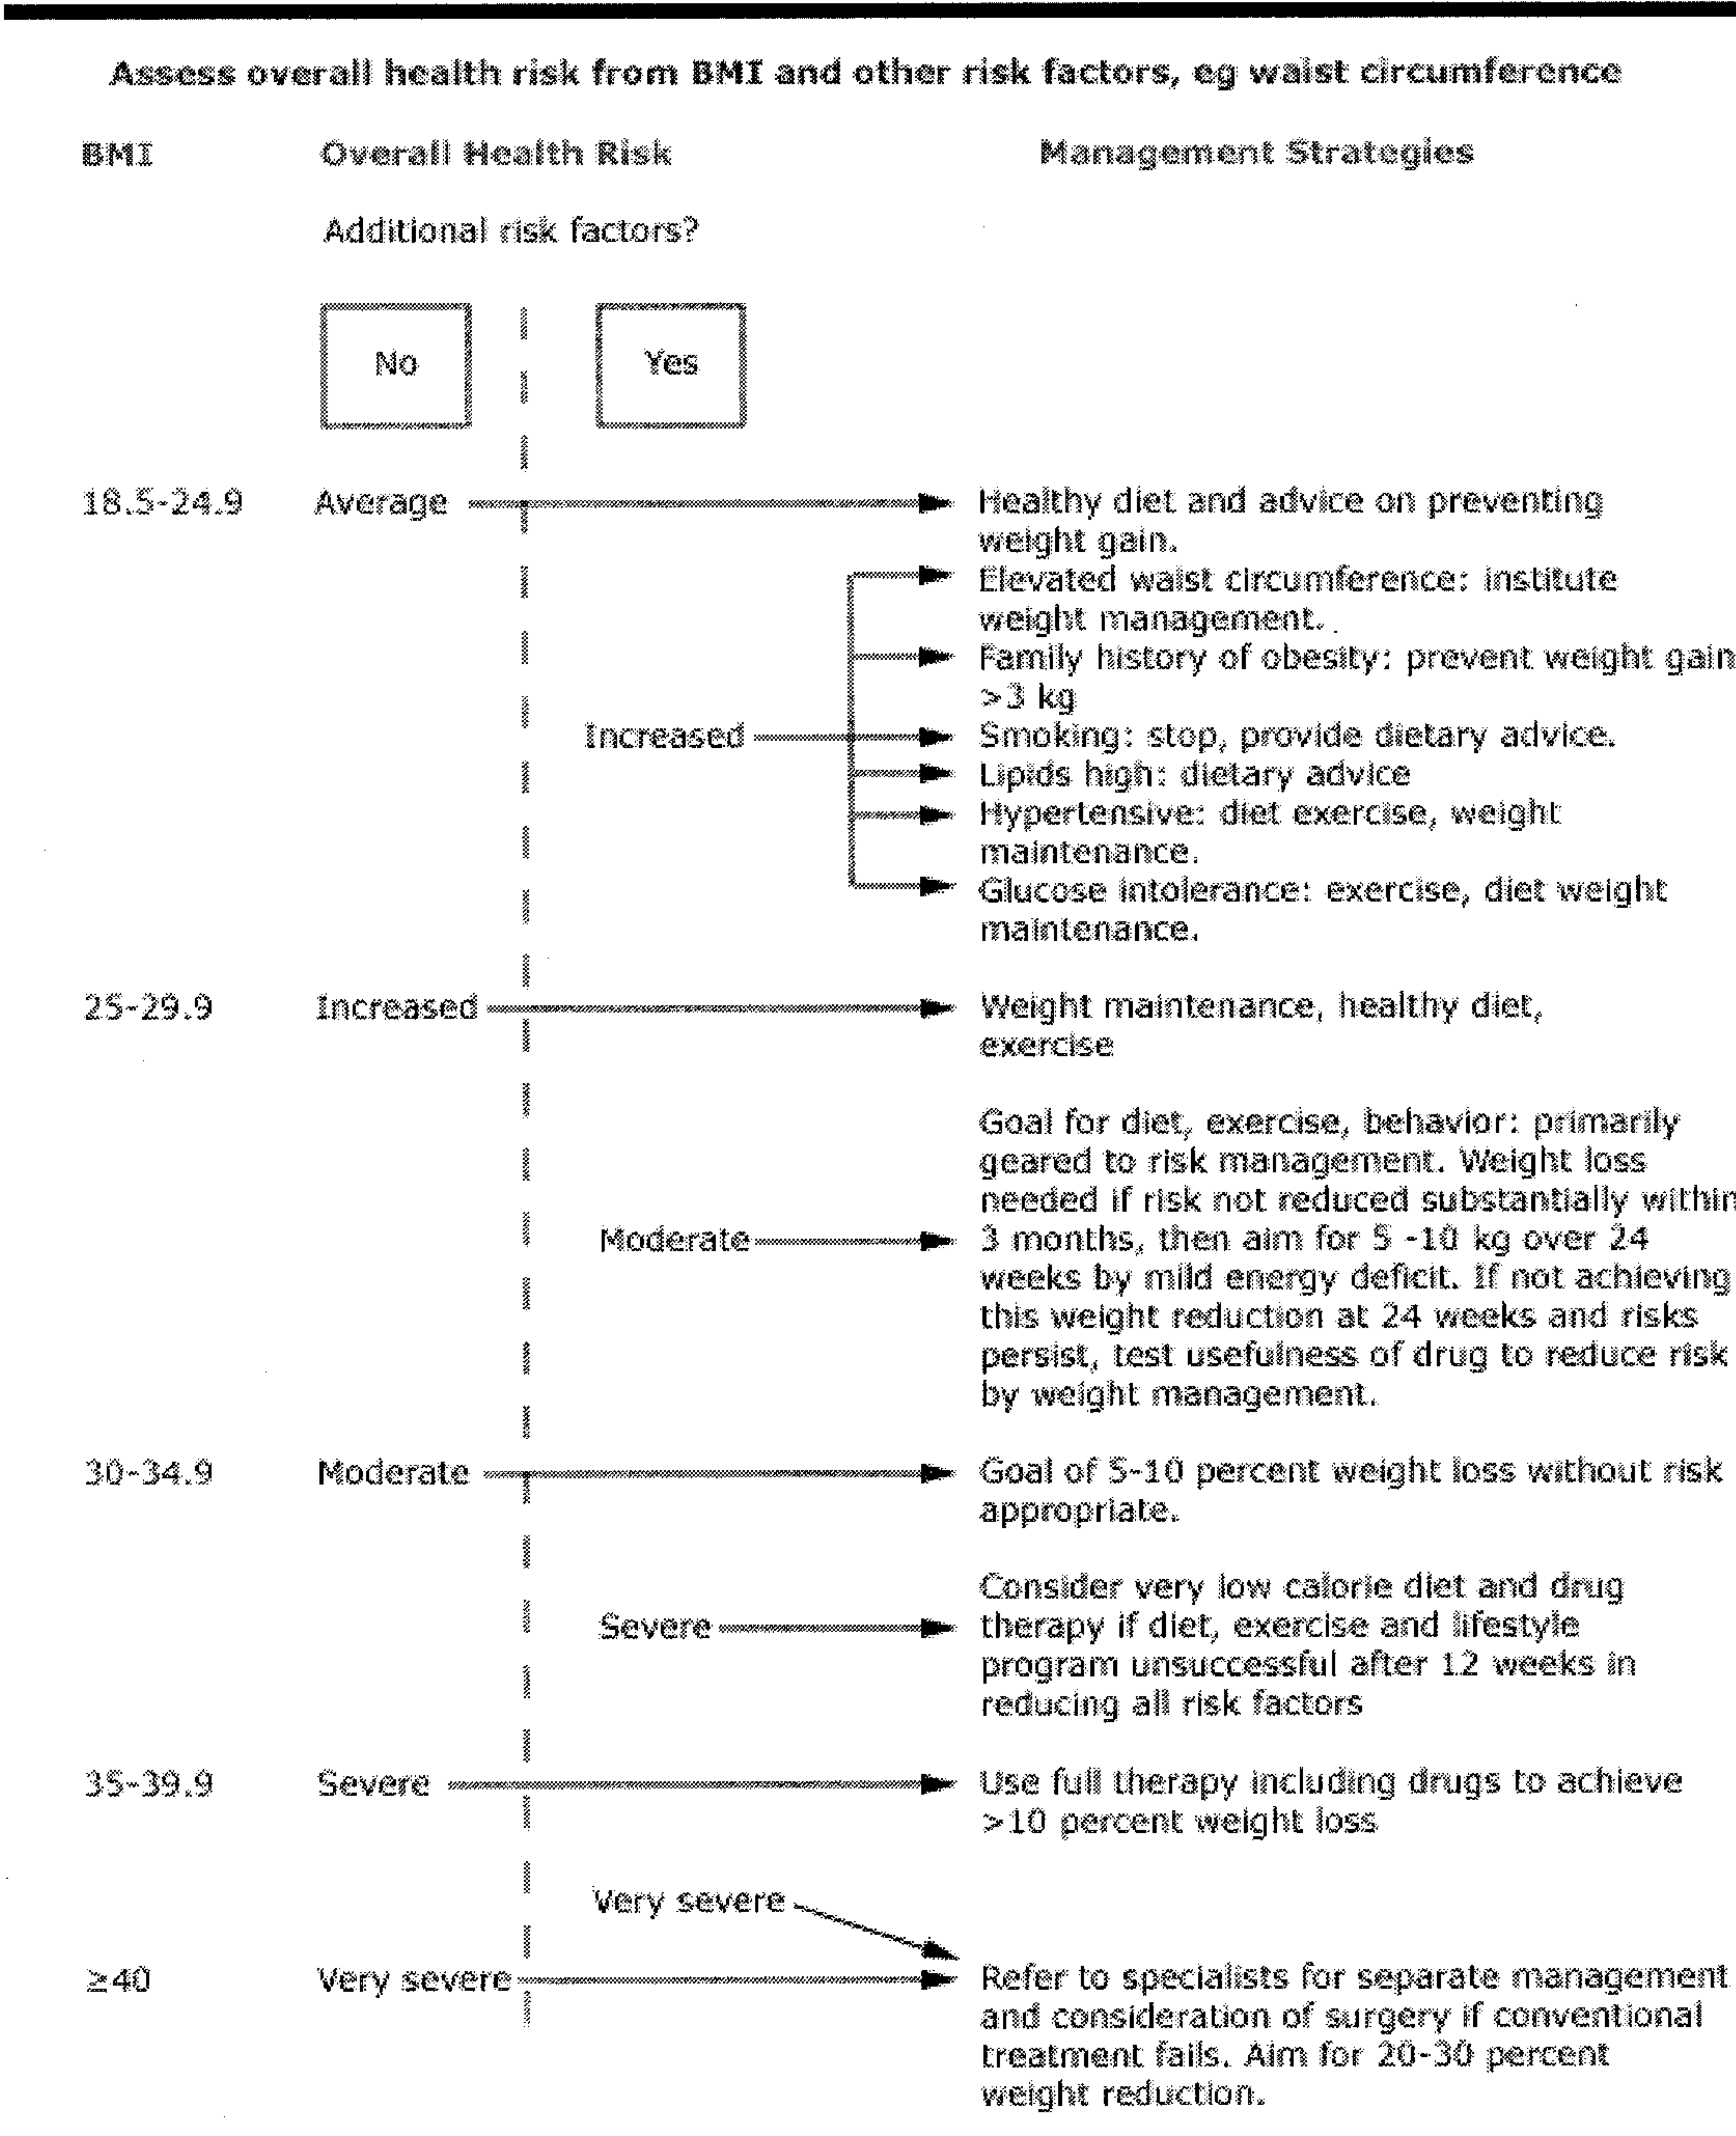 Assess overall health risk from BMI and other risk factors, eg waist circumference
BMI Overall Health Risk Management Strategies
Additional risk factors?
No Yes
18.5-24.9 Average Healthy diet and advice on preventing
weight gain.
Elevated waist circumference: institute
weight management.
Family history of obesity: prevent weight gain
>3 kg
Increased Smoking: stop, provide dietary advice.
Lipids high: dietary advice
Hypertensive: diet exercise, weight
maintenance.
Glucose intolerance: exercise, diet weight
maintenance.
25-29.9 Increased Weight maintenance, healthy diet,
exercise
Goal for diet, exercise, behavior: primarily
geared to risk management. Weight loss
needed if risk not reduced substantially within
Moderate 3 months, then aim for 5 -10 kg over 24
weeks by mild energy deficit. If not achieving
this weight reduction at 24 weeks and risks
persist, test usefulness of drug to reduce risk
by weight management.
30-34.9 Moderate Goal of 5-10 percent weight loss without risk
appropriate.
Consider very low calorie diet and drug
Severe therapy if diet, exercise and lifestyle
program unsuccessful after 12 weeks in
reducing all risk factors
35-39.9 Severe Use full therapy including drugs to achieve
>10 percent weight loss
Very severe
≥40 Very severe Refer to specialists for separate management
and consideration of surgery if conventional
treatment fails. Aim for 20-30 percent
weight reduction.